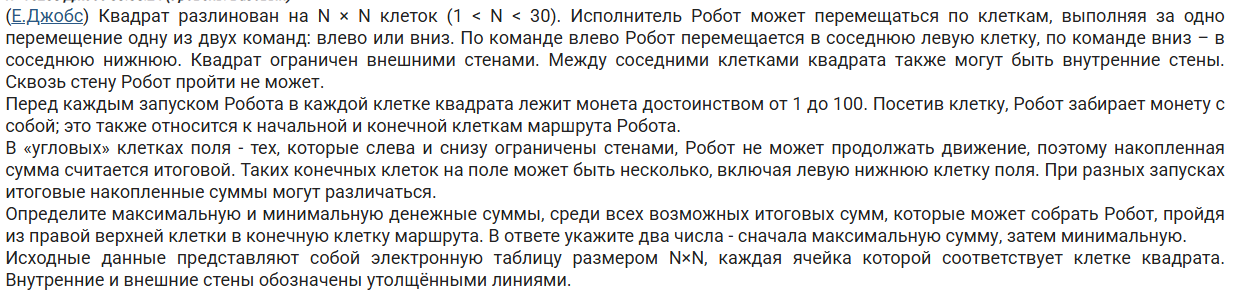 (Е.Джобс) Квадрат разлинован на N × N клеток (1 < N < 30). Исполнитель Робот может перемещаться по клеткам, выполняя за одно
перемещение одну из двух команд: влево или вниз. По команде влево Робот перемещается в соседнюю левую клетку, по команде вниз – в
соседнюю нижнюю. Квадрат ограничен внешними стенами. Между соседними клетками квадрата также могут быть внутренние стены.
Сквозь стену Робот пройти не может.
Перед каждым запуском Робота в каждой клетке квадрата лежит монета достоинством от 1 до 100. Посетив клетку, Робот забирает монету с
собой; это также относится к начальной и конечной клеткам маршрута Робота.
В «угловых» клетках поля - тех, которые слева и снизу ограничены стенами, Робот не может продолжать движение, поэтому накопленная
сумма считается итоговой. Таких конечных клеток на поле может быть несколько, включая левую нижнюю клетку поля. При разных запусках
итоговые накопленные суммы могут различаться.
Определите максимальную и минимальную денежные суммы, среди всех возможных итоговых сумм, которые может собрать Робот, пройдя
из правой верхней клетки в конечную клетку маршрута. В ответе укажите два числа - сначала максимальную сумму, затем минимальную.
Исходные данные представляют собой электронную таблицу размером N×N, каждая ячейка которой соответствует клетке квадрата.
Внутренние и внешние стены обозначены утолщёнными линиями.